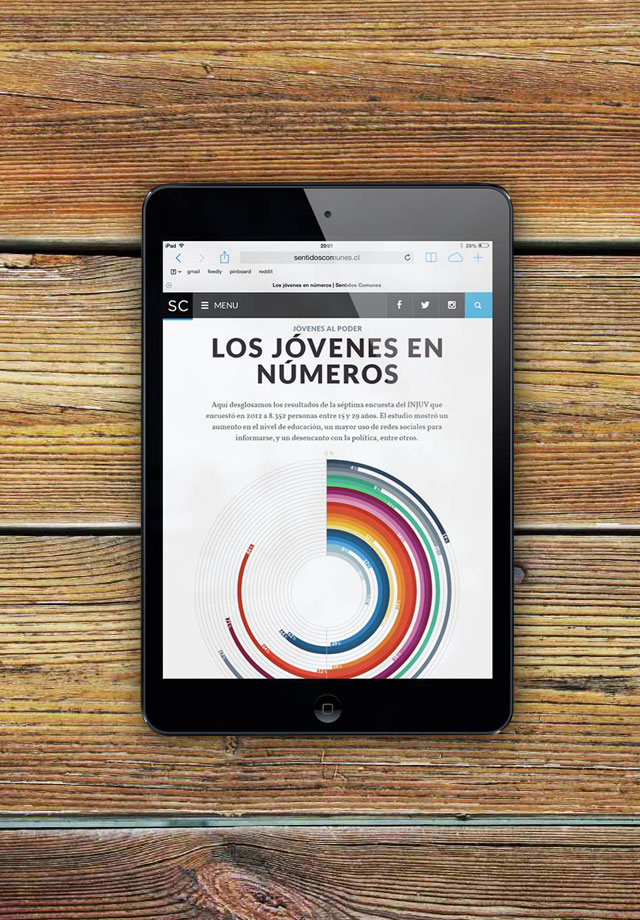 iPad 20:01 28%
sentidoscomunes.cl
gmail feedly pinboard reddit
Los jóvenes en números | Sentidos Comunes
SC MENU
JÓVENES AL PODER
LOS JÓVENES EN
NÚMEROS
Aquí desglosamos los resultados de la séptima encuesta del INJUV que
encuestó en 2012 a 8.352 personas entre 15 y 29 años. El estudio mostró un
aumento en el nivel de educación, un mayor uso de redes sociales para
informarse, y un desencanto con la política, entre otros.
0 %